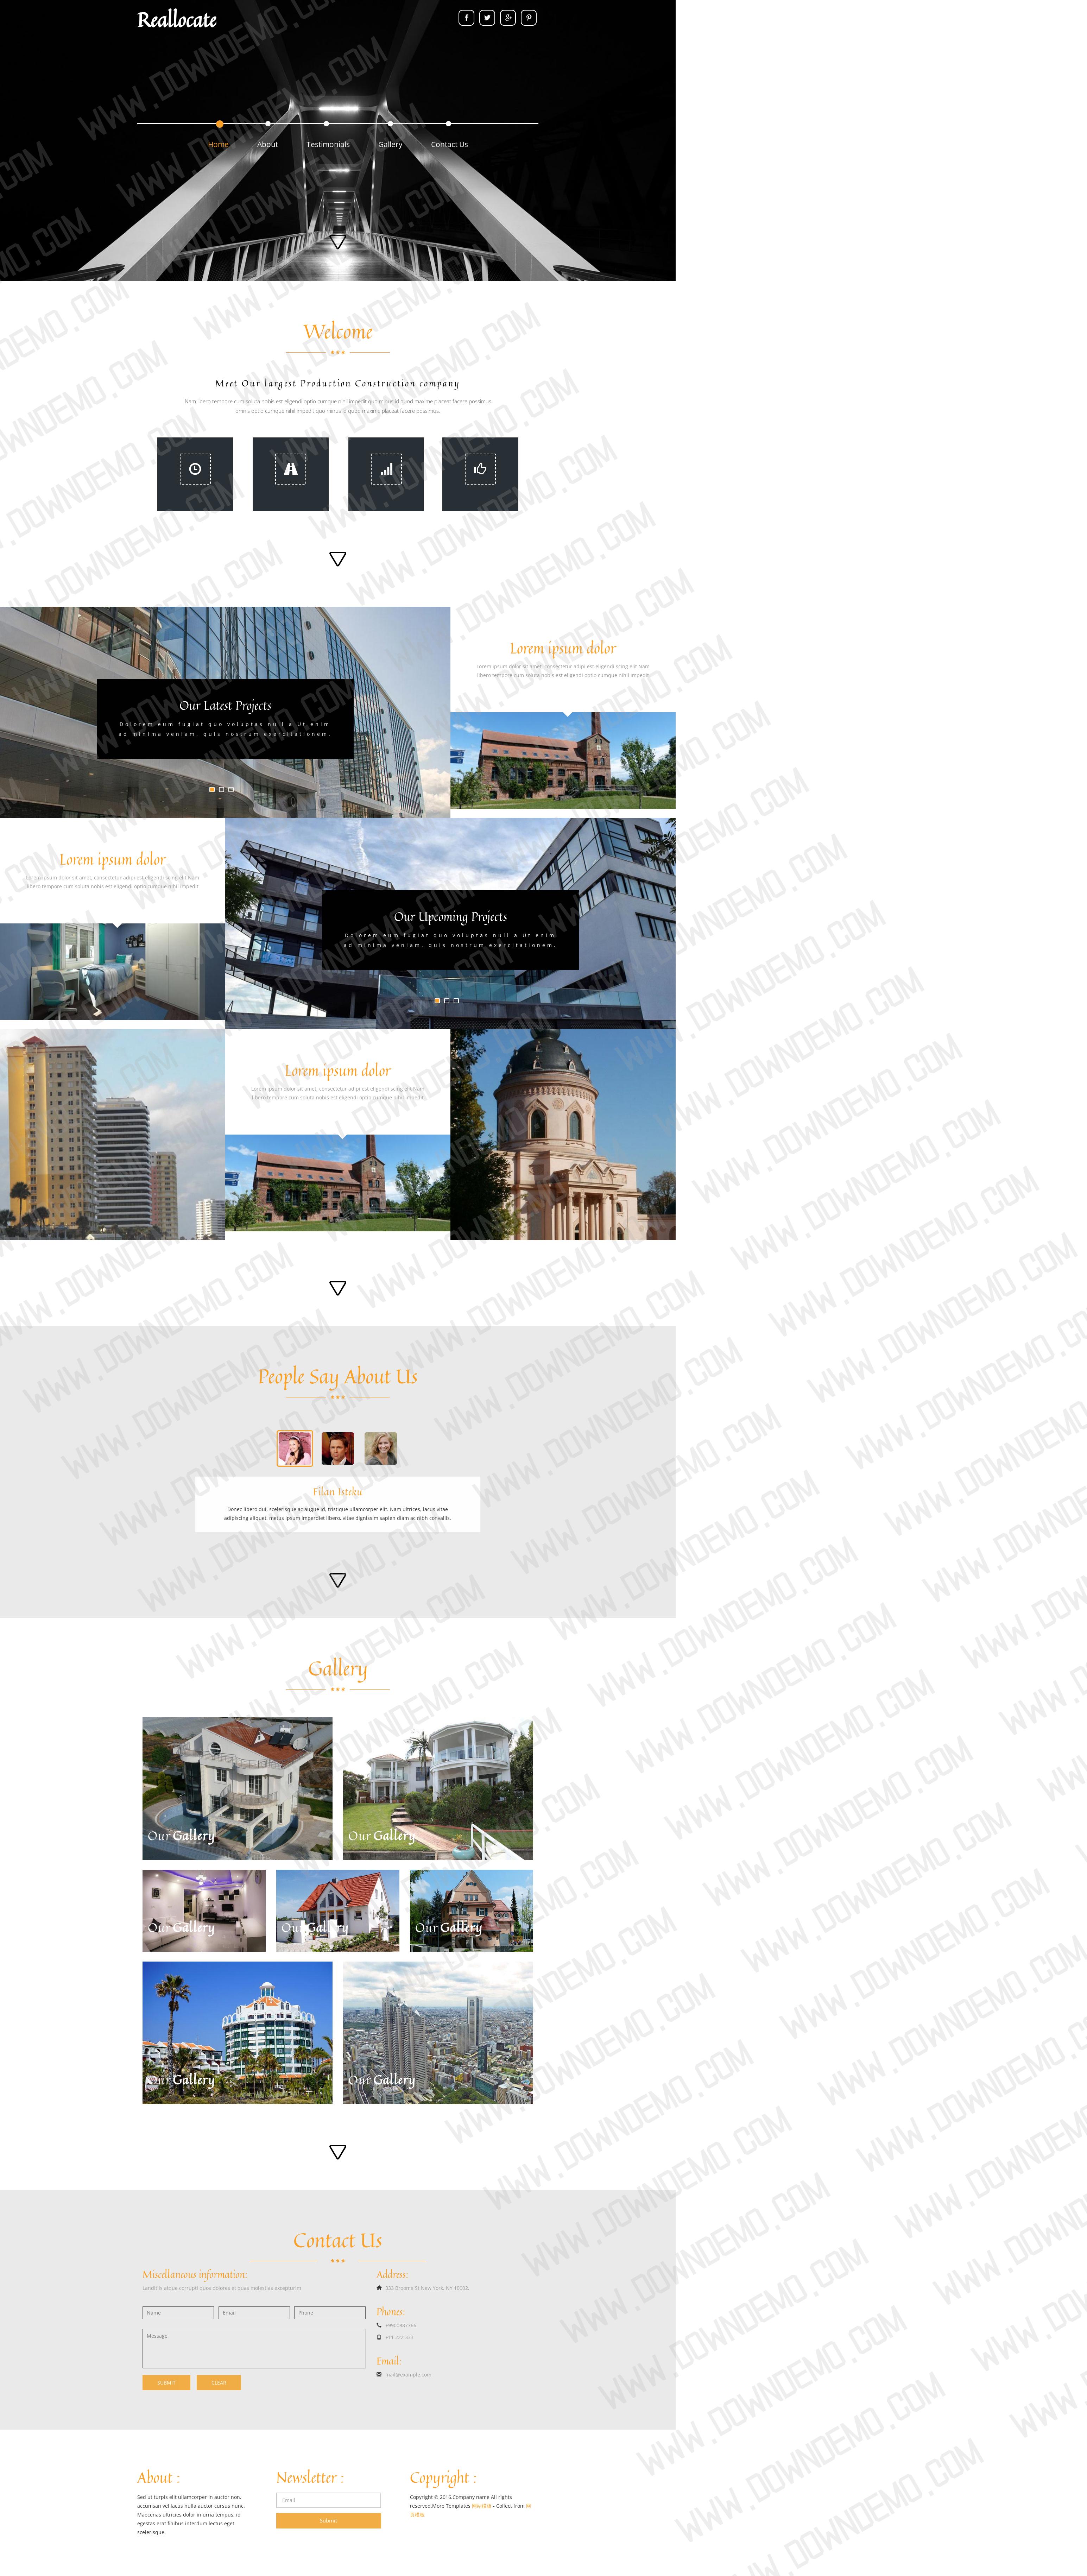 Reallocate
Home
About
Testimonials
Gallery
Contact Us
Welcome
Meet Our largest Production Construction company
Nam libero tempore cum soluta nobis est eligendi optio cumque nihil impedit quo minus id quod maxime placeat facere possimus
omnis optio cumque nihil impedit quo minus id quod maxime placeat facere possimus.
Our Latest Projects
Dolorem eum fugiat quo voluptas null a Ut enim
ad minima veniam, quis nostrum exercitationem.
Lorem ipsum dolor
Lorem ipsum dolor sit amet, consectetur adipi est eligendi scing elit Nam
libero tempore cum soluta nobis est eligendi optio cumque nihil impedit
Lorem ipsum dolor
Lorem ipsum dolor sit amet, consectetur adipi est eligendi scing elit Nam
libero tempore cum soluta nobis est eligendi optio cumque nihil impedit
Our Upcoming Projects
Dolorem eum fugiat quo voluptas null a Ut enim
ad minima veniam, quis nostrum exercitationem.
Lorem ipsum dolor
Lorem ipsum dolor sit amet, consectetur adipi est eligendi scing elit Nam
libero tempore cum soluta nobis est eligendi optio cumque nihil impedit
People Say About Us
Filan Isteku
Donec libero dui, scelerisque ac augue id, tristique ullamcorper elit. Nam ultrices, lacus vitae
adipiscing aliquet, metus ipsum imperdiet libero, vitae dignissim sapien diam ac nibh convallis.
Gallery
Our Gallery
Our Gallery
Our Gallery
Our Gallery
Our Gallery
Our Gallery
Our Gallery
Contact Us
Miscellaneous information:
Landitiis atque corrupti quos dolores et quas molestias excepturint
Name
Email
Phone
Message
SUBMIT
CLEAR
Address:
333 Broome St New York, NY 10002,
Phones:
+9900887766
+11 222 333
Email:
mail@example.com
About :
Sed ut turpis elit ullamcorper in auctor non,
accumsan vel lacus nulla auctor cursus nunc.
Maecenas ultricies dolor in urna tempus, id
egestas erat finibus interdum lectus eget
scelerisque.
Newsletter :
Email
Submit
Copyright :
Copyright © 2016.Company name All rights
reserved.More Templates 网站模板 - Collect from 网
页模板
WWW.DOWNDEMO.COM